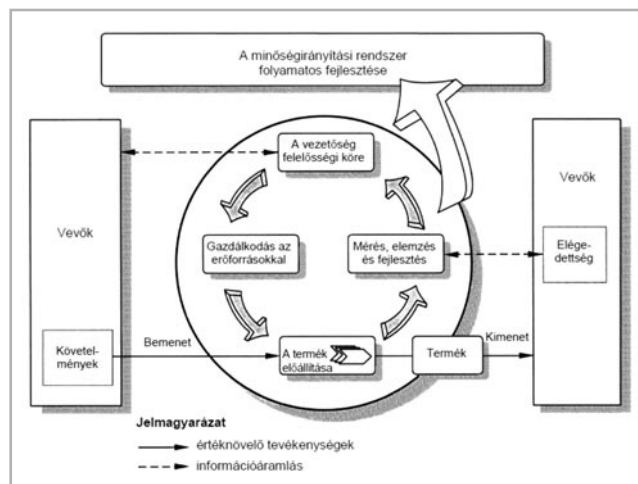 A minőségirányítási rendszer
folyamatos fejlesztése
A vezetőség
felelősségi köre
Vevők
Vevők
Gazdálkodás az
erőforrásokkal
Mérés, elemzés
és fejlesztés
Elége-
dettség
Követel-
mények
Bemenet
A termék
előállítása
Termék
Kimenet
Jelmagyarázat
értéknövelő tevékenységek
információáramlás